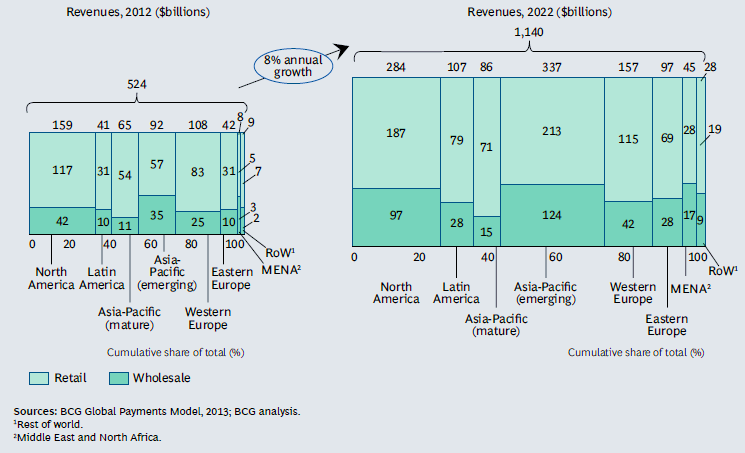 Revenues, 2012 ($billions)
Revenues, 2022 ($billions)
8% annual
growth
524
159 41 65 92 108 42 8 9
117 31 54 57 83 31 5 7
42 10 11 35 25 10 3 2
0 20 40 60 80 100
North
America
Latin
America
Asia-Pacific
(mature)
Asia-
Pacific
(emerging)
Western
Europe
Eastern
Europe
MENA²
RoW¹
Cumulative share of total (%)
1,140
284 107 86 337 157 97 45 28
187 79 71 213 115 69 28 19
97 28 15 124 42 28 17 9
0 20 40 60 80 100
North
America
Latin
America
Asia-Pacific
(mature)
Asia-Pacific
(emerging)
Western
Europe
Eastern
Europe
MENA²
RoW¹
Cumulative share of total (%)
Retail Wholesale
Sources: BCG Global Payments Model, 2013; BCG analysis.
¹Rest of world.
²Middle East and North Africa.